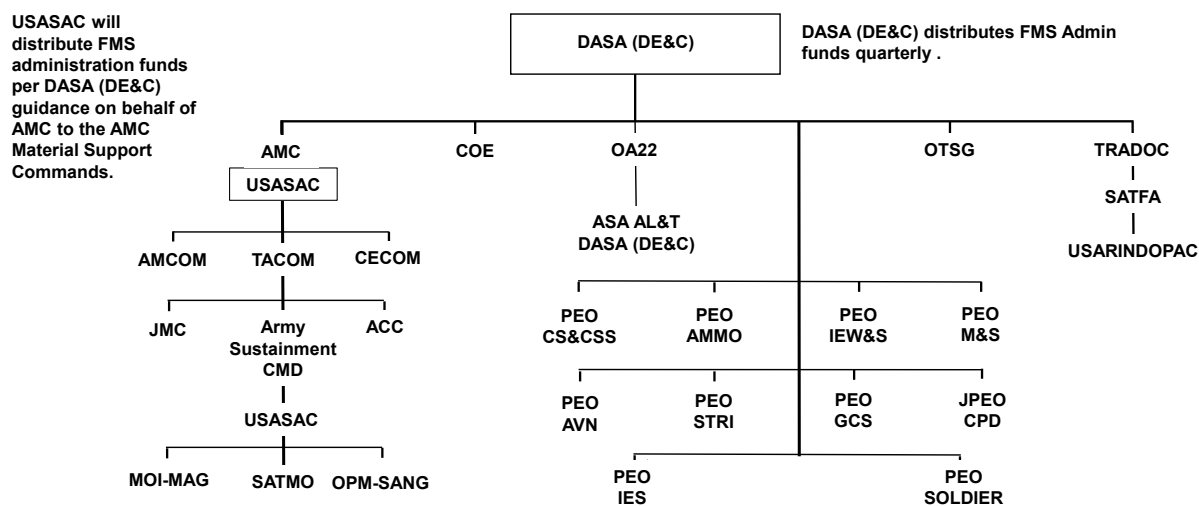 USASAC will
distribute FMS
administration funds
per DASA (DE&C)
guidance on behalf of
AMC to the AMC
Material Support
Commands.
DASA (DE&C)
DASA (DE&C) distributes FMS Admin
funds quarterly .
AMC
COE
OA22
OTSG
TRADOC
USASAC
ASA AL&T
DASA (DE&C)
SATFA
USARINDOPAC
AMCOM
TACOM
CECOM
JMC
Army
Sustainment
CMD
ACC
USASAC
MOI-MAG
SATMO
OPM-SANG
PEO
CS&CSS
PEO
AMMO
PEO
IEW&S
PEO
M&S
PEO
AVN
PEO
STRI
PEO
GCS
JPEO
CPD
PEO
IES
PEO
SOLDIER